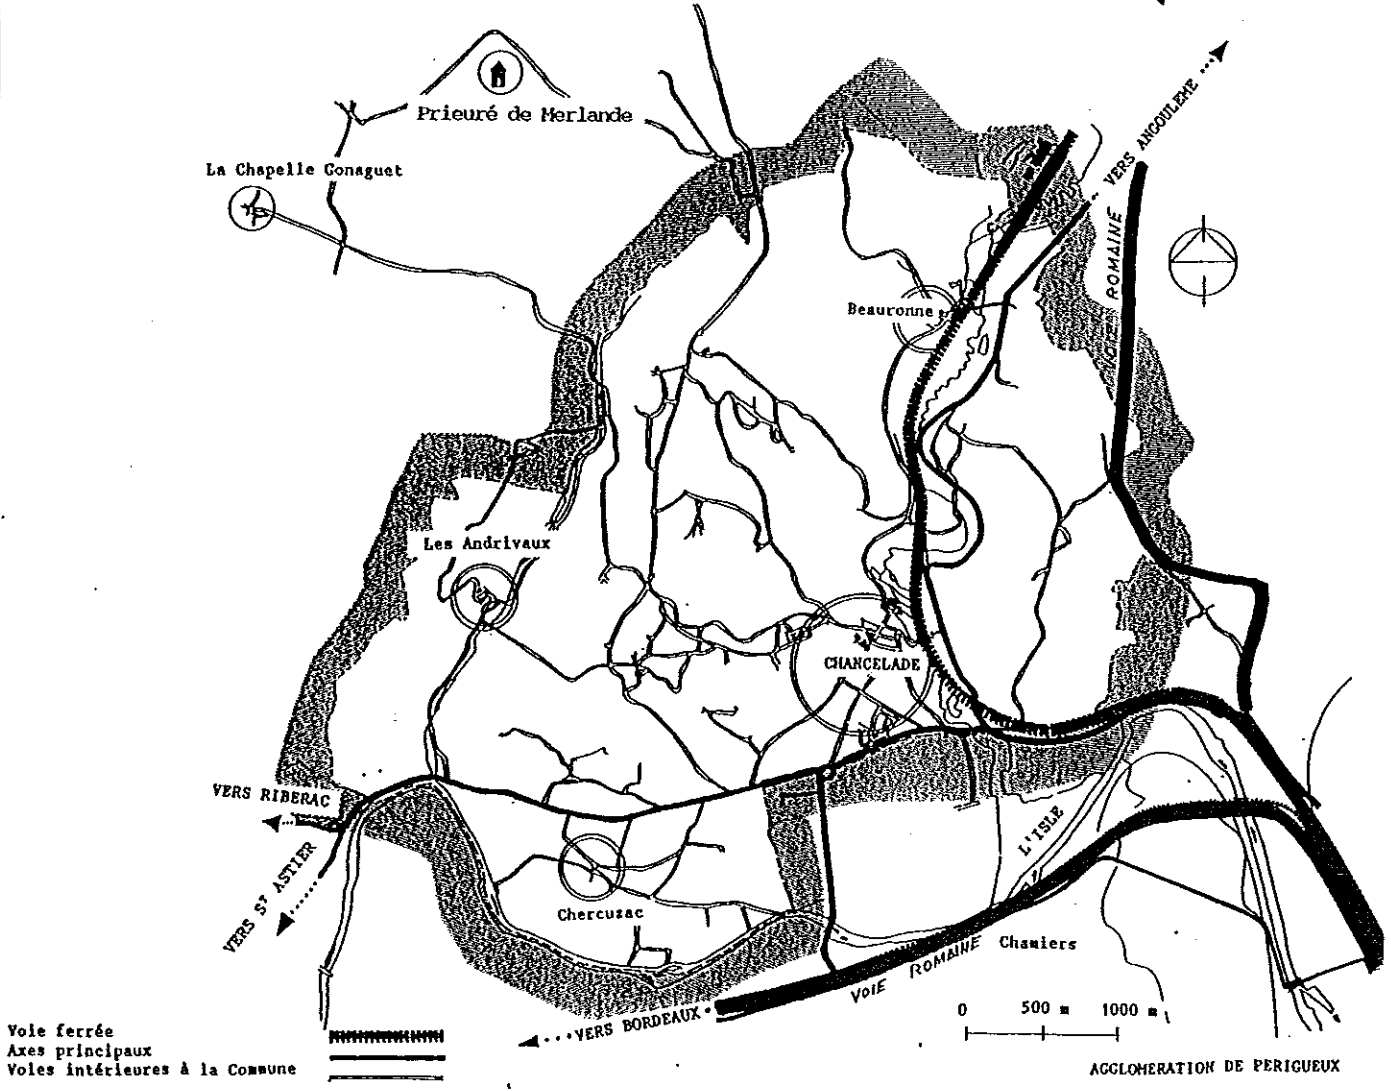 Prieuré de Merlande
La Chapelle Gonaguet
VERS ANGOULEME
VOIE ROMAINE
Beauronne
Les Andrivaux
CHANCELADE
VERS RIBERAC
VERS ST ASTIER
L'ISLE
Chercuzac
Chamiers
VOIE ROMAINE
VERS BORDEAUX
0 500 m 1000 m
Voie ferrée
Axes principaux
Voies intérieures à la Commune
AGGLOMERATION DE PERIGUEUX